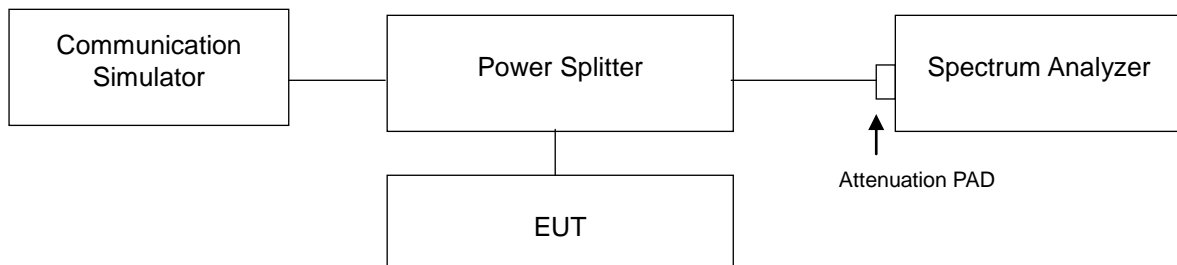 Communication
Simulator
Power Splitter
Spectrum Analyzer
Attenuation PAD
EUT